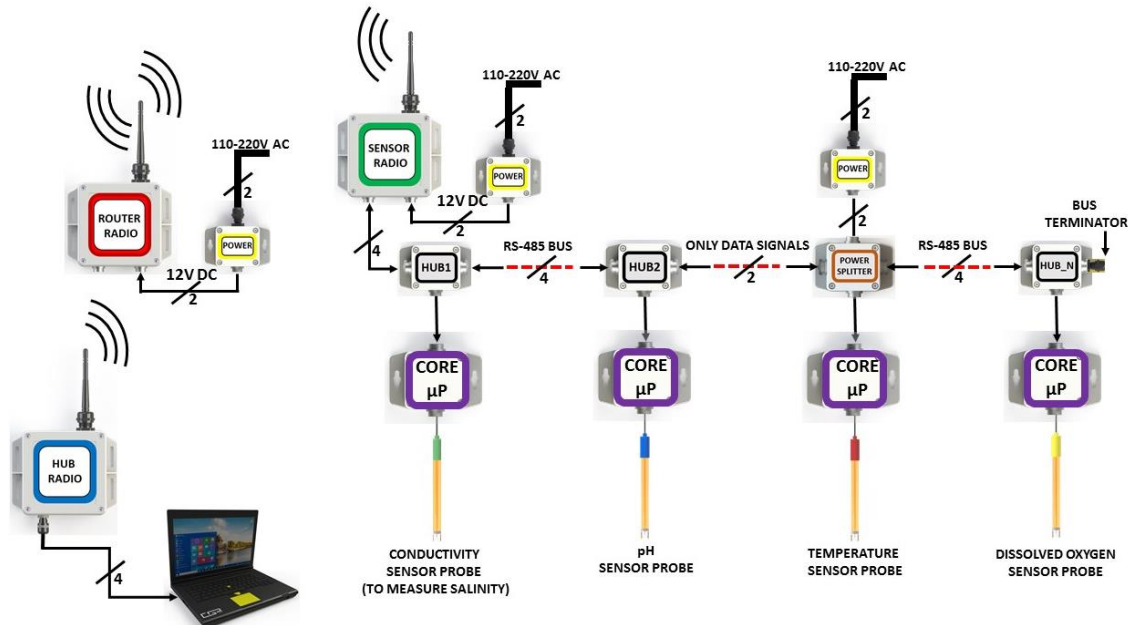 110-220V AC
2
ROUTER
RADIO
POWER
12V DC
2
HUB
RADIO
4
CGR
SENSOR
RADIO
110-220V AC
2
POWER
12V DC
2
4
110-220V AC
2
POWER
2
HUB1
RS-485 BUS
4
HUB2
ONLY DATA SIGNALS
2
POWER
SPLITTER
RS-485 BUS
4
HUB_N
BUS
TERMINATOR
CORE
µP
CORE
µP
CORE
µP
CORE
µP
CONDUCTIVITY
SENSOR PROBE
(TO MEASURE SALINITY)
pH
SENSOR PROBE
TEMPERATURE
SENSOR PROBE
DISSOLVED OXYGEN
SENSOR PROBE